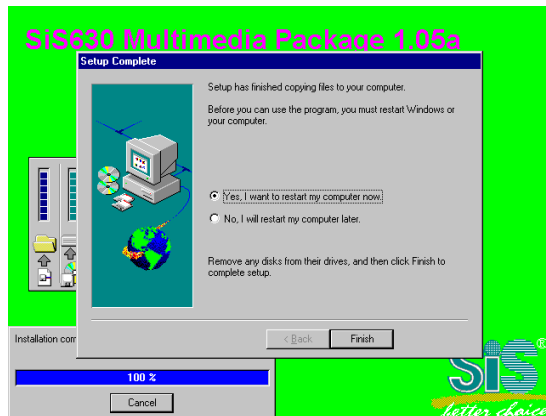 SiS630 Multimedia Package 1.05a
Setup Complete
Setup has finished copying files to your computer.
Before you can use the program, you must restart Windows or
your computer.
Yes, I want to restart my computer now.
No, I will restart my computer later.
Remove any disks from their drives, and then click Finish to
complete setup.
< Back
Finish
Installation com
100 %
Cancel
SiS®
better choice